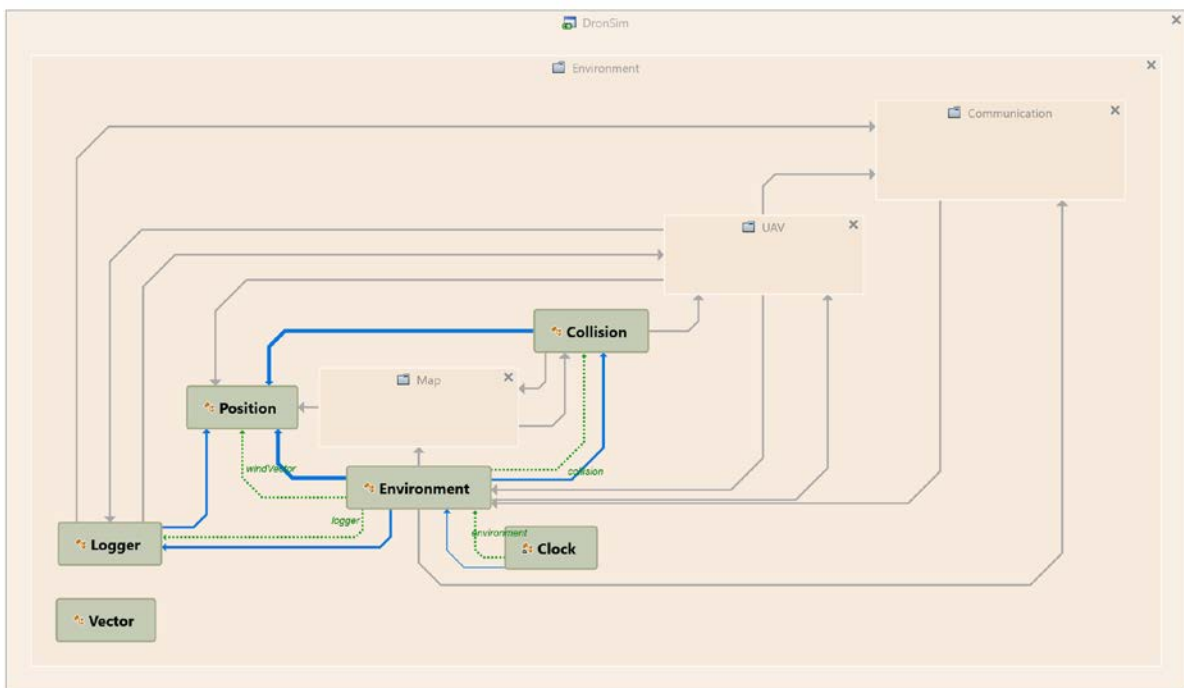 DronSim
Environment
Communication
UAV
Collision
Map
Position
windVector
collision
Environment
logger
environment
Logger
Clock
Vector